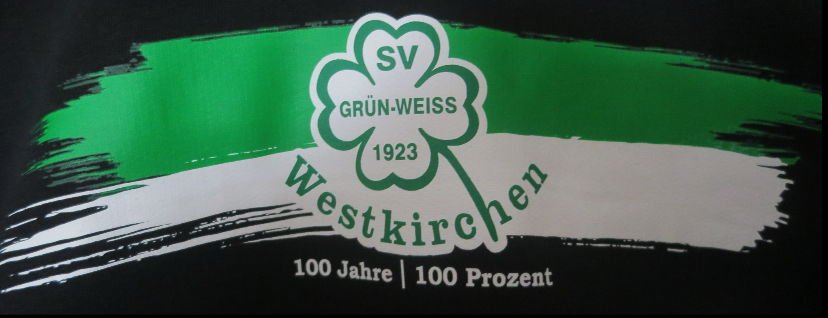 SV
GRÜN-WEISS
1923
Westkirchen
100 Jahre | 100 Prozent